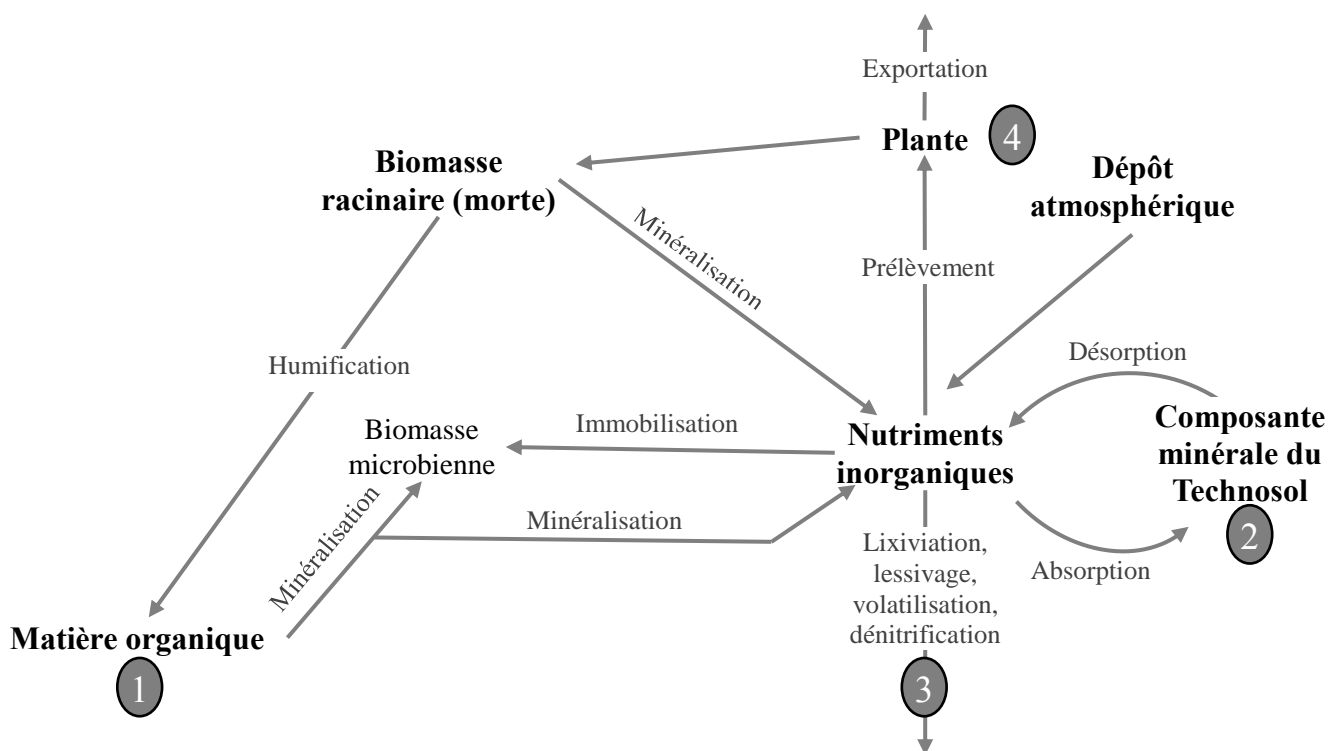 Exportation
Plante
4
Biomasse
racinaire (morte)
Dépôt
atmosphérique
Minéralisation
Prélèvement
Humification
Désorption
Biomasse
microbienne
Immobilisation
Nutriments
inorganiques
Composante
minérale du
Technosol
2
Minéralisation
Minéralisation
Lixiviation,
lessivage,
volatilisation,
dénitrification
Absorption
Matière organique
1
3